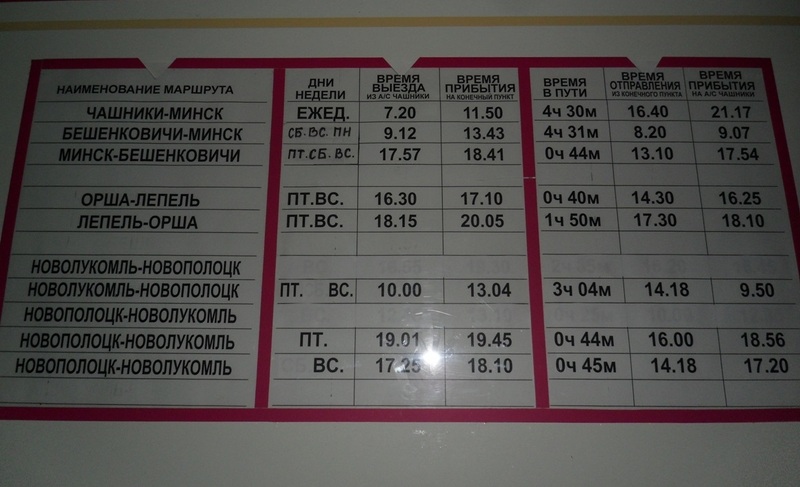 НАИМЕНОВАНИЕ МАРШРУТА ДНИ НЕДЕЛИ ВРЕМЯ ВЫЕЗДА ИЗ А/С ЧАШНИКИ ВРЕМЯ ПРИБЫТИЯ НА КОНЕЧНЫЙ ПУНКТ ВРЕМЯ В ПУТИ ВРЕМЯ ОТПРАВЛЕНИЯ ИЗ КОНЕЧНОГО ПУНКТА ВРЕМЯ ПРИБЫТИЯ НА А/С ЧАШНИКИ
ЧАШНИКИ-МИНСК ЕЖЕД. 7.20 11.50 4ч 30м 16.40 21.17
БЕШЕНКОВИЧИ-МИНСК СБ. ВС. ПН 9.12 13.43 4ч 31м 8.20 9.07
МИНСК-БЕШЕНКОВИЧИ ПТ. СБ. ВС. 17.57 18.41 0ч 44м 13.10 17.54
ОРША-ЛЕПЕЛЬ ПТ.ВС. 16.30 17.10 0ч 40м 14.30 16.25
ЛЕПЕЛЬ-ОРША ПТ.ВС. 18.15 20.05 1ч 50м 17.30 18.10
НОВОЛУКОМЛЬ-НОВОПОЛОЦК
НОВОЛУКОМЛЬ-НОВОПОЛОЦК ПТ. ВС. 10.00 13.04 3ч 04м 14.18 9.50
НОВОПОЛОЦК-НОВОЛУКОМЛЬ
НОВОПОЛОЦК-НОВОЛУКОМЛЬ ПТ. 19.01 19.45 0ч 44м 16.00 18.56
НОВОПОЛОЦК-НОВОЛУКОМЛЬ ВС. 17.25 18.10 0ч 45м 14.18 17.20